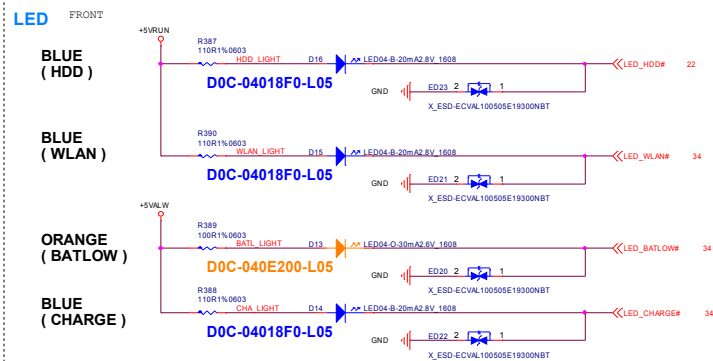 LED FRONT
+5VRUN
BLUE
( HDD )
R387
110R1%0603
HDD_LIGHT
D16
LED04-B-20mA2.8V_1608
LED_HDD# 22
D0C-04018F0-L05
GND
ED23 2 1
X_ESD-ECVAL100505E19300NBT
BLUE
( WLAN )
R390
110R1%0603
WLAN_LIGHT
D15
LED04-B-20mA2.8V_1608
LED_WLAN# 34
D0C-04018F0-L05
GND
ED21 2 1
X_ESD-ECVAL100505E19300NBT
+5VALW
ORANGE
( BATLOW )
R389
100R1%0603
BATL_LIGHT
D13
LED04-O-30mA2.6V_1608
LED_BATLOW# 34
D0C-040E200-L05
GND
ED20 2 1
X_ESD-ECVAL100505E19300NBT
BLUE
( CHARGE )
R388
110R1%0603
CHA_LIGHT
D14
LED04-B-20mA2.8V_1608
LED_CHARGE# 34
D0C-04018F0-L05
GND
ED22 2 1
X_ESD-ECVAL100505E19300NBT